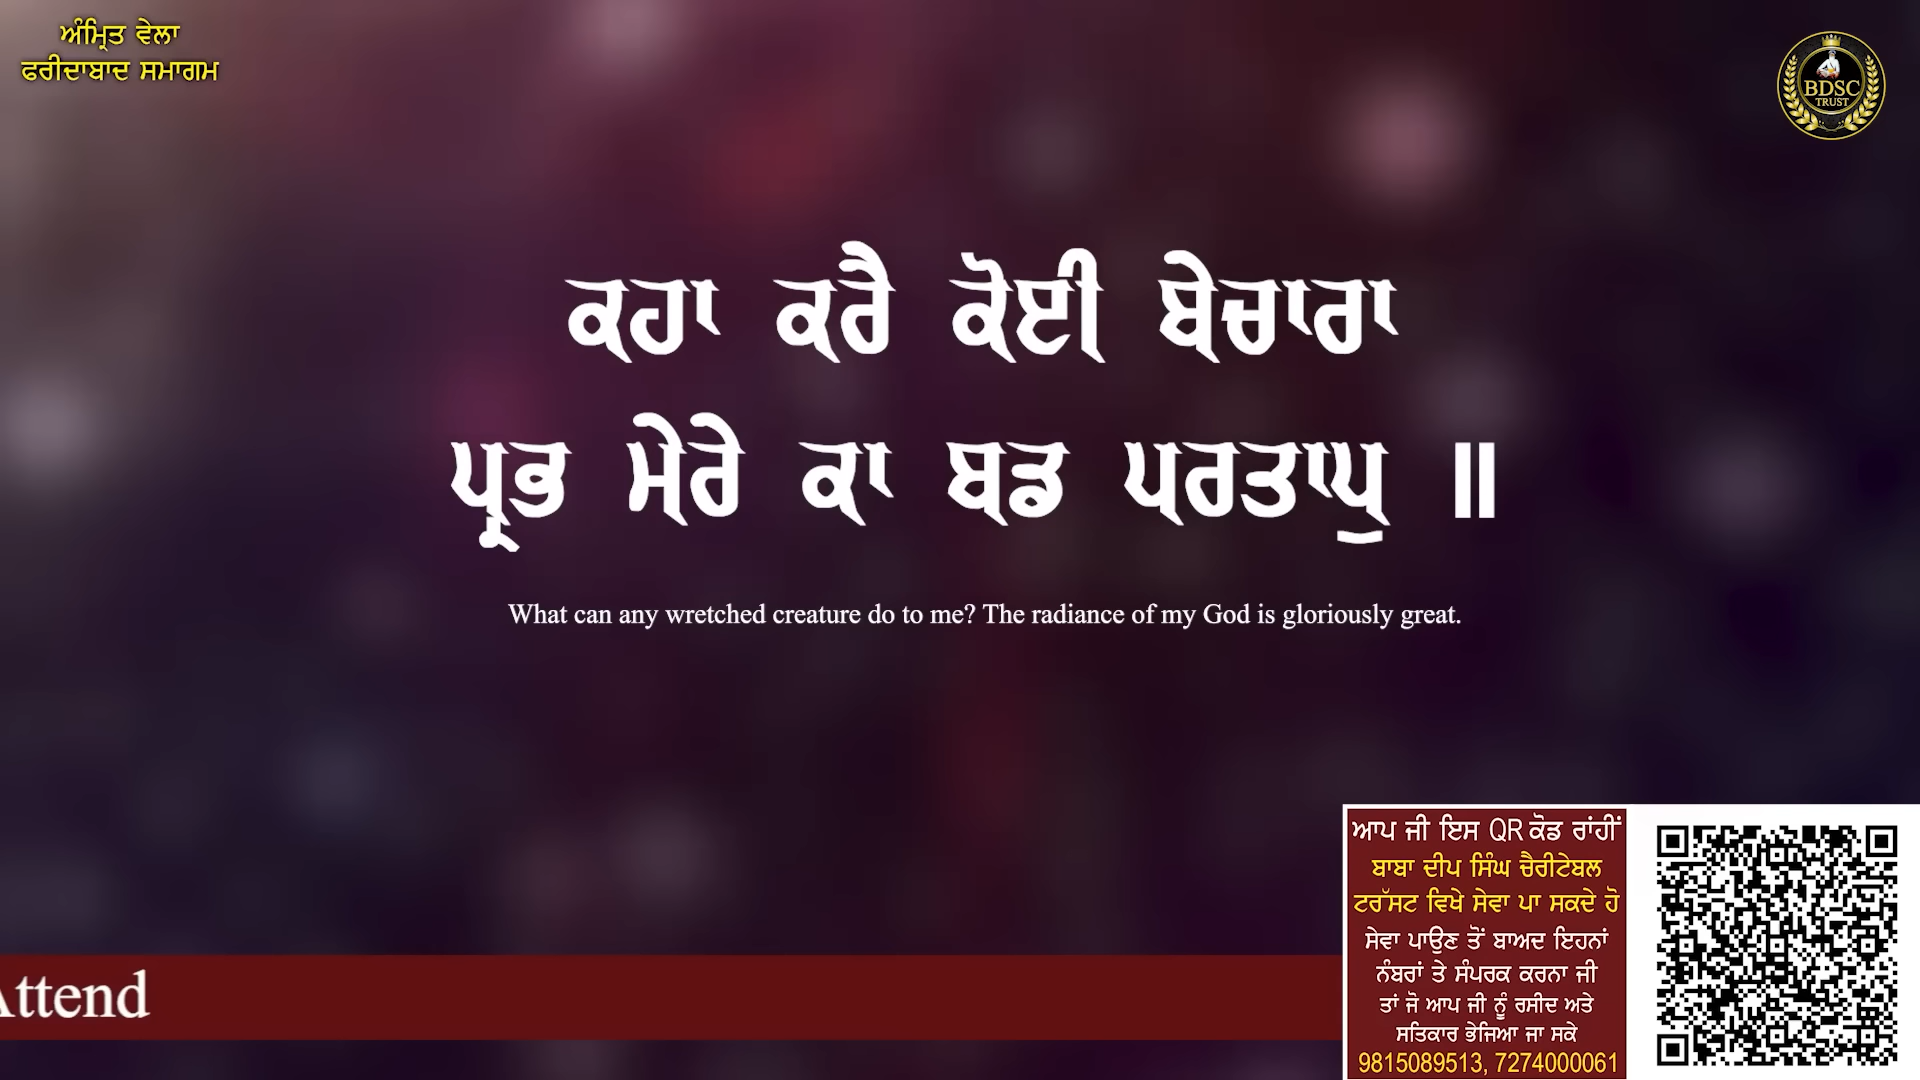 ਅੰਮ੍ਰਿਤ ਵੇਲਾ
ਫਰੀਦਾਬਾਦ ਸਮਾਗਮ
BDSC
TRUST
ਕਹਾ ਕਰੈ ਕੋਈ ਬੇਚਾਰਾ
ਪ੍ਰਭ ਮੇਰੇ ਕਾ ਬਡ ਪਰਤਾਪੁ ॥
What can any wretched creature do to me? The radiance of my God is gloriously great.
Attend
ਆਪ ਜੀ ਇਸ QR ਕੋਡ ਰਾਂਹੀਂ
ਬਾਬਾ ਦੀਪ ਸਿੰਘ ਚੈਰੀਟੇਬਲ
ਟਰੱਸਟ ਵਿਖੇ ਸੇਵਾ ਪਾ ਸਕਦੇ ਹੋ
ਸੇਵਾ ਪਾਉਣ ਤੋਂ ਬਾਅਦ ਇਹਨਾਂ
ਨੰਬਰਾਂ ਤੇ ਸੰਪਰਕ ਕਰਨਾ ਜੀ
ਤਾਂ ਜੋ ਆਪ ਜੀ ਨੂੰ ਰਸੀਦ ਅਤੇ
ਸਤਿਕਾਰ ਭੇਜਿਆ ਜਾ ਸਕੇ
9815089513, 7274000061